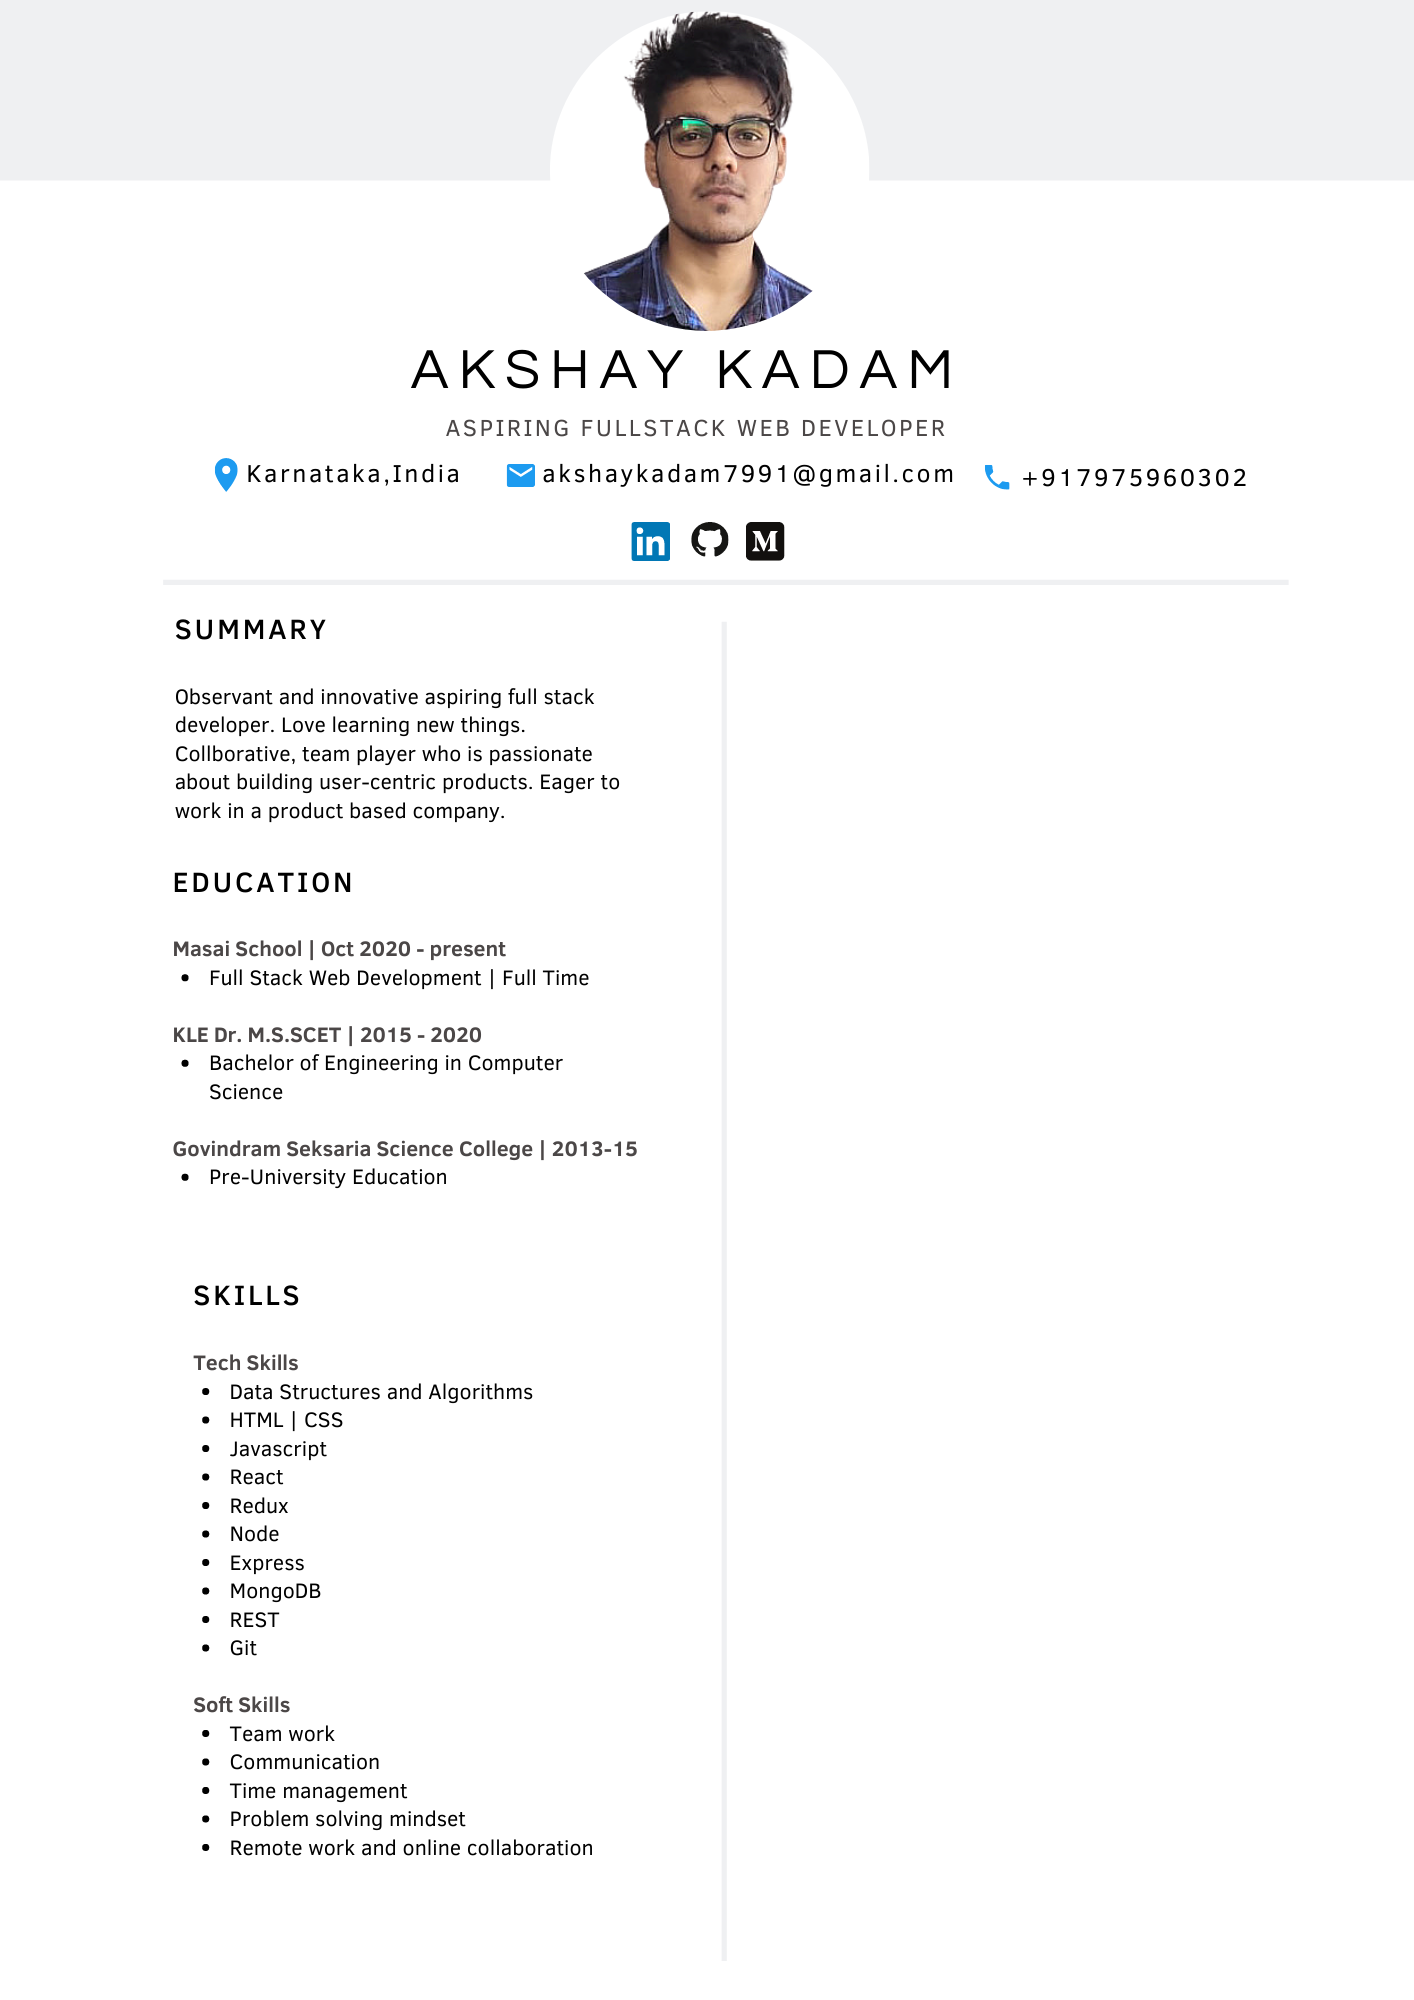 AKSHAY KADAM
ASPIRING FULLSTACK WEB DEVELOPER
Karnataka,India akshaykadam7991@gmail.com +917975960302
in M
SUMMARY
Observant and innovative aspiring full stack
developer. Love learning new things.
Collborative, team player who is passionate
about building user-centric products. Eager to
work in a product based company.
EDUCATION
Masai School | Oct 2020 - present
• Full Stack Web Development | Full Time
KLE Dr. M.S.SCET | 2015 - 2020
• Bachelor of Engineering in Computer
Science
Govindram Seksaria Science College | 2013-15
• Pre-University Education
SKILLS
Tech Skills
• Data Structures and Algorithms
• HTML | CSS
• Javascript
• React
• Redux
• Node
• Express
• MongoDB
• REST
• Git
Soft Skills
• Team work
• Communication
• Time management
• Problem solving mindset
• Remote work and online collaboration